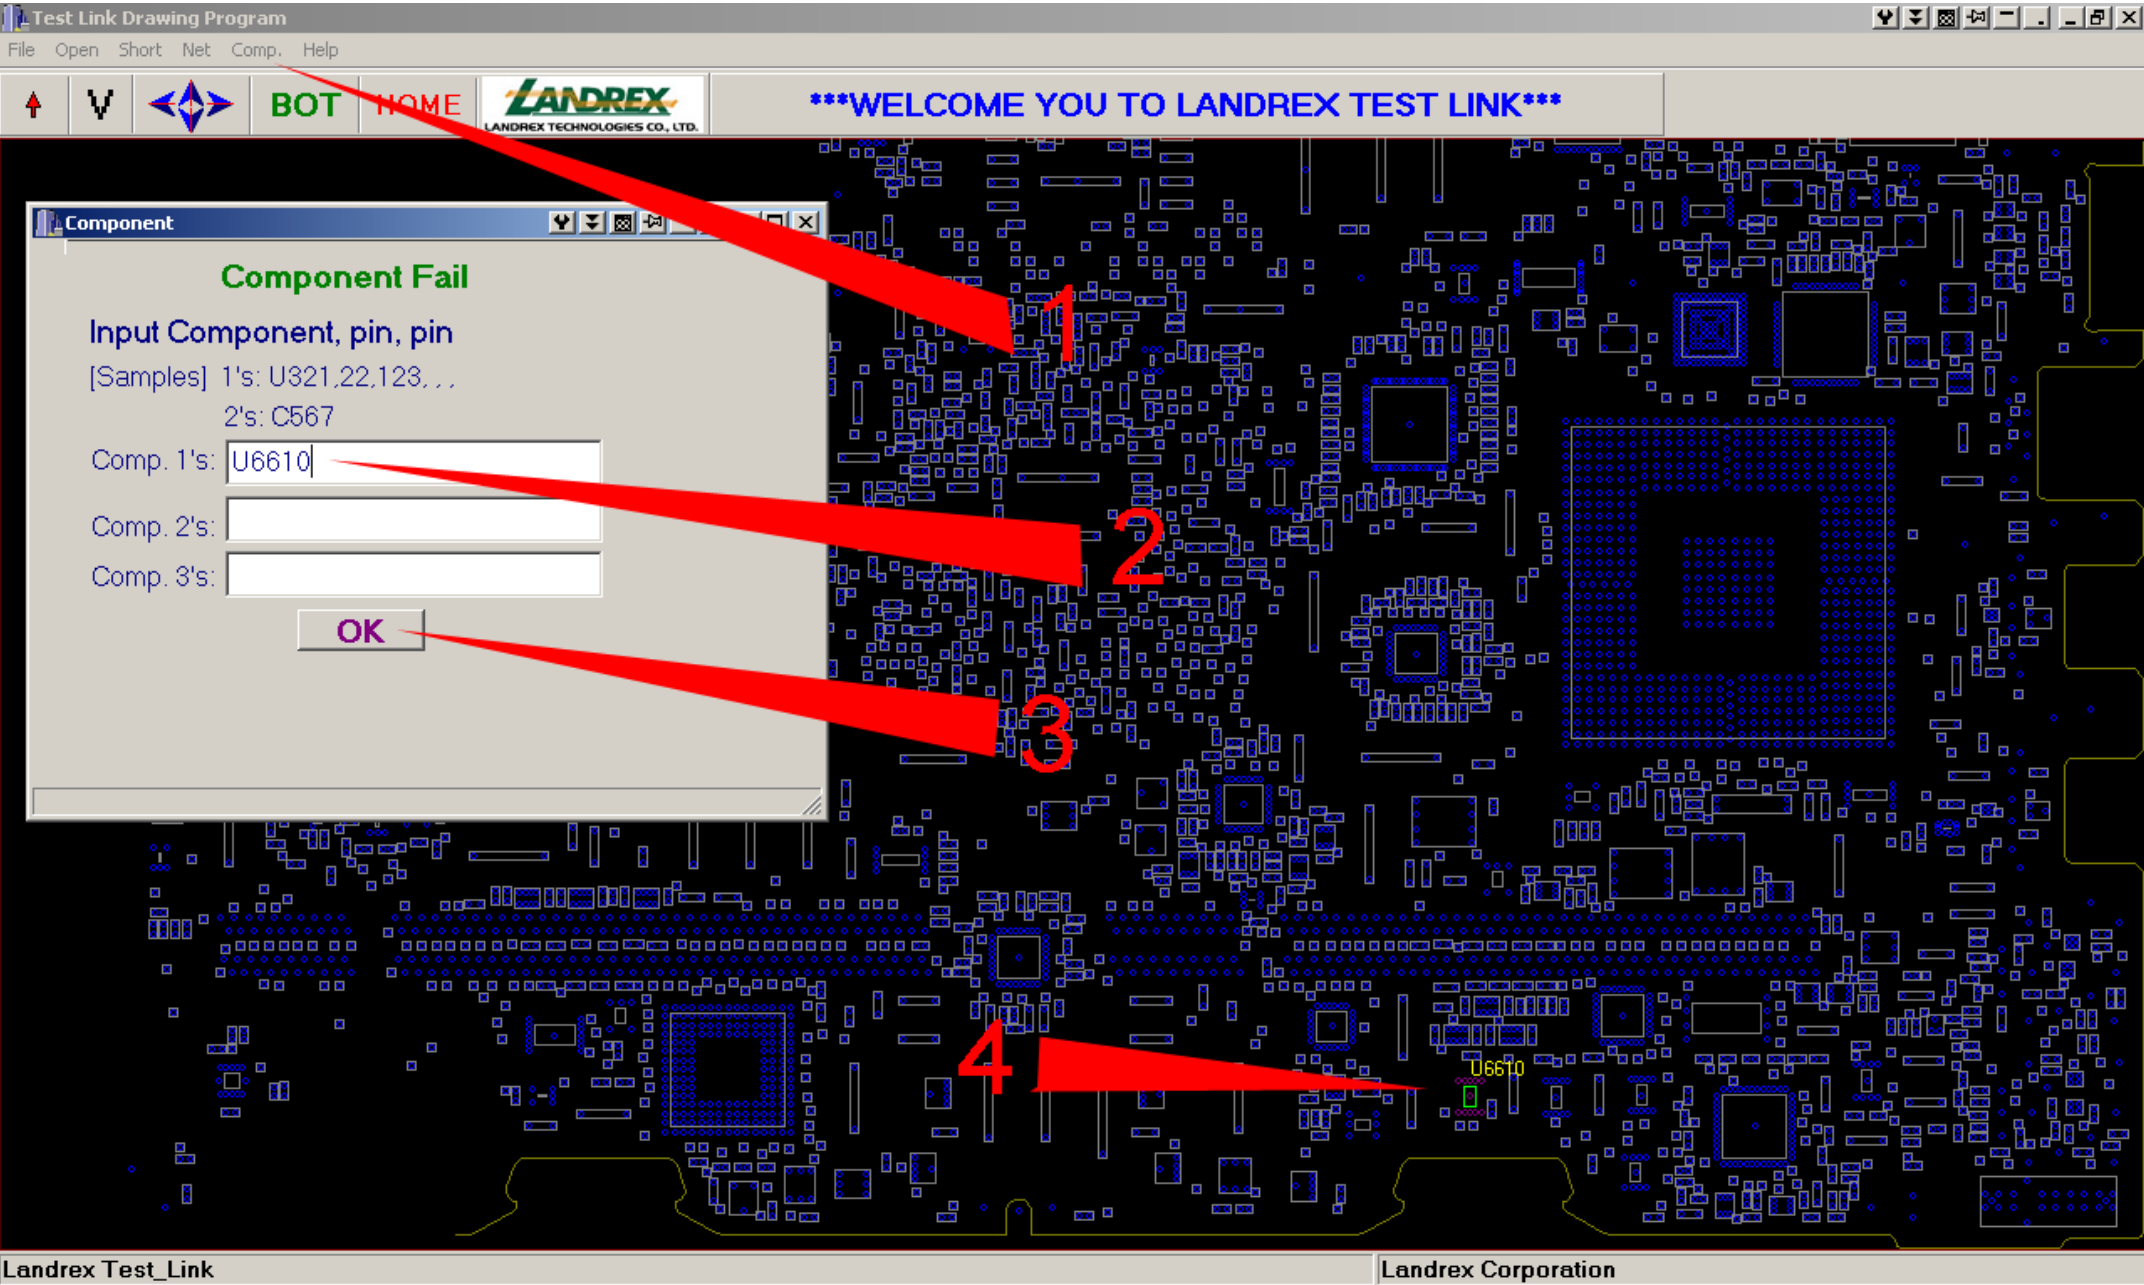 Test Link Drawing Program
File Open Short Net Comp. Help
V BOT HOME LANDREX ***WELCOME YOU TO LANDREX TEST LINK***
LANDREX TECHNOLOGIES CO., LTD.
Component
Component Fail
Input Component, pin, pin
[Samples] 1's: U321,22,123, , ,
2's: C567
Comp. 1's: U6610
Comp. 2's:
Comp. 3's:
OK
1
2
3
4
U6610
Landrex Test_Link Landrex Corporation